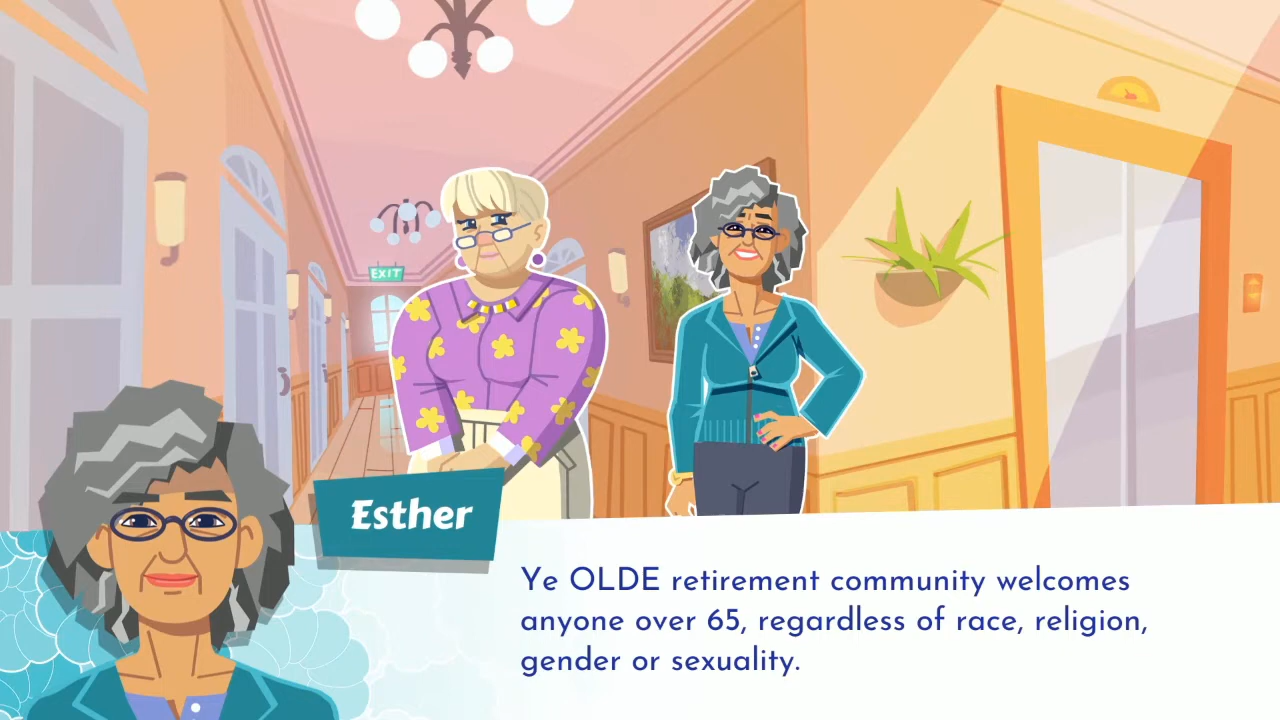 EXIT
Esther
Ye OLDE retirement community welcomes
anyone over 65, regardless of race, religion,
gender or sexuality.